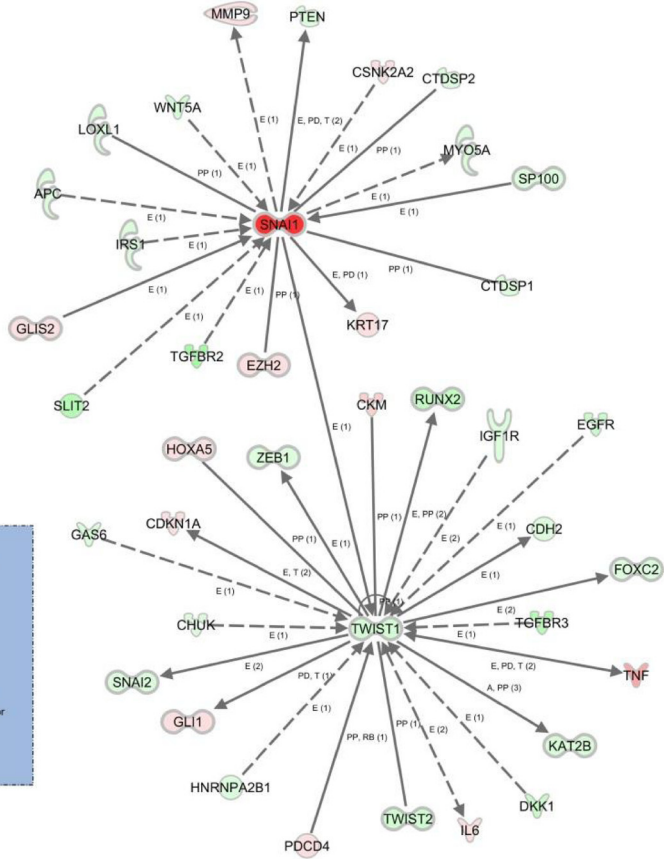 MMP9
PTEN
CSNK2A2
CTDSP2
WNT5A
E (1)
E, PD, T (2)
LOXL1
E (1)
PP (1)
MYO5A
PP (1)
E (1)
SP100
APC
E (1)
E (1)
E (1)
SNAI1
IRS1
E (1)
E (1)
PP (1)
E, PD (1)
CTDSP1
E (1)
PP (1)
E (1)
GLIS2
KRT17
TGFBR2
EZH2
SLIT2
CKM
RUNX2
E (1)
IGF1R
EGFR
HOXA5
ZEB1
CDKN1A
PP (1)
E, PP (2)
E (1)
CDH2
GAS6
PP (1)
E (1)
E (2)
FOXC2
E, T (2)
E (1)
E (1)
PP (1)
E (2)
CHUK
TWIST1
TGFBR3
E (1)
E (1)
E (2)
E, PD, T (2)
TNF
SNAI2
PD, T (1)
A, PP (3)
GLI1
E (1)
PP (1)
E (2)
E (1)
PP, RB (1)
KAT2B
HNRNPA2B1
TWIST2
DKK1
IL6
PDCD4
or